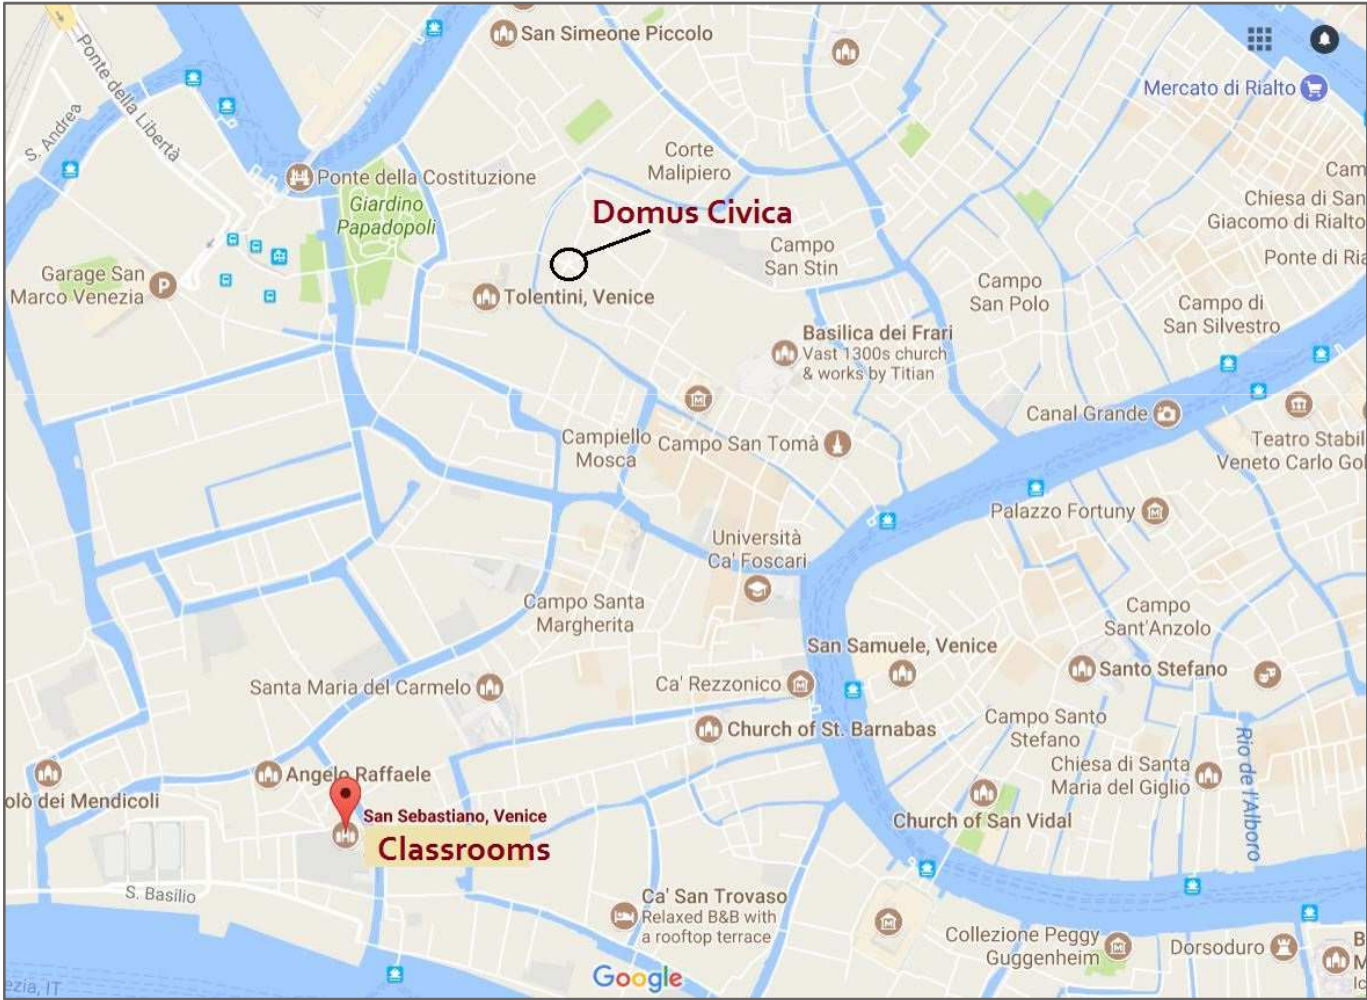 San Simeone Piccolo
Mercato di Rialto
Ponte della Libertà
S. Andrea
Corte
Malipiero
Cam
Ponte della Costituzione
Giardino
Papadopoli
Chiesa di San
Giacomo di Rialto
Domus Civica
Campo
San Stin
Ponte di Ria
Garage San
Marco Venezia
P
Tolentini, Venice
Campo
San Polo
Campo di
San Silvestro
Basilica dei Frari
Vast 1300s church
& works by Titian
Canal Grande
Campiello
Mosca
Campo San Tomà
Teatro Stabil
Veneto Carlo Gol
Palazzo Fortuny
Università
Ca' Foscari
Campo Santa
Margherita
Campo
Sant'Anzolo
San Samuele, Venice
Santo Stefano
Santa Maria del Carmelo
Ca' Rezzonico
Church of St. Barnabas
Campo Santo
Stefano
Rio de l'Alboro
Chiesa di Santa
Maria del Giglio
Angelo Raffaele
olò dei Mendicoli
San Sebastiano, Venice
Classrooms
Church of San Vidal
S. Basilio
Ca' San Trovaso
Relaxed B&B with
a rooftop terrace
Collezione Peggy
Guggenheim
Dorsoduro
B
M
Google
ezia, IT